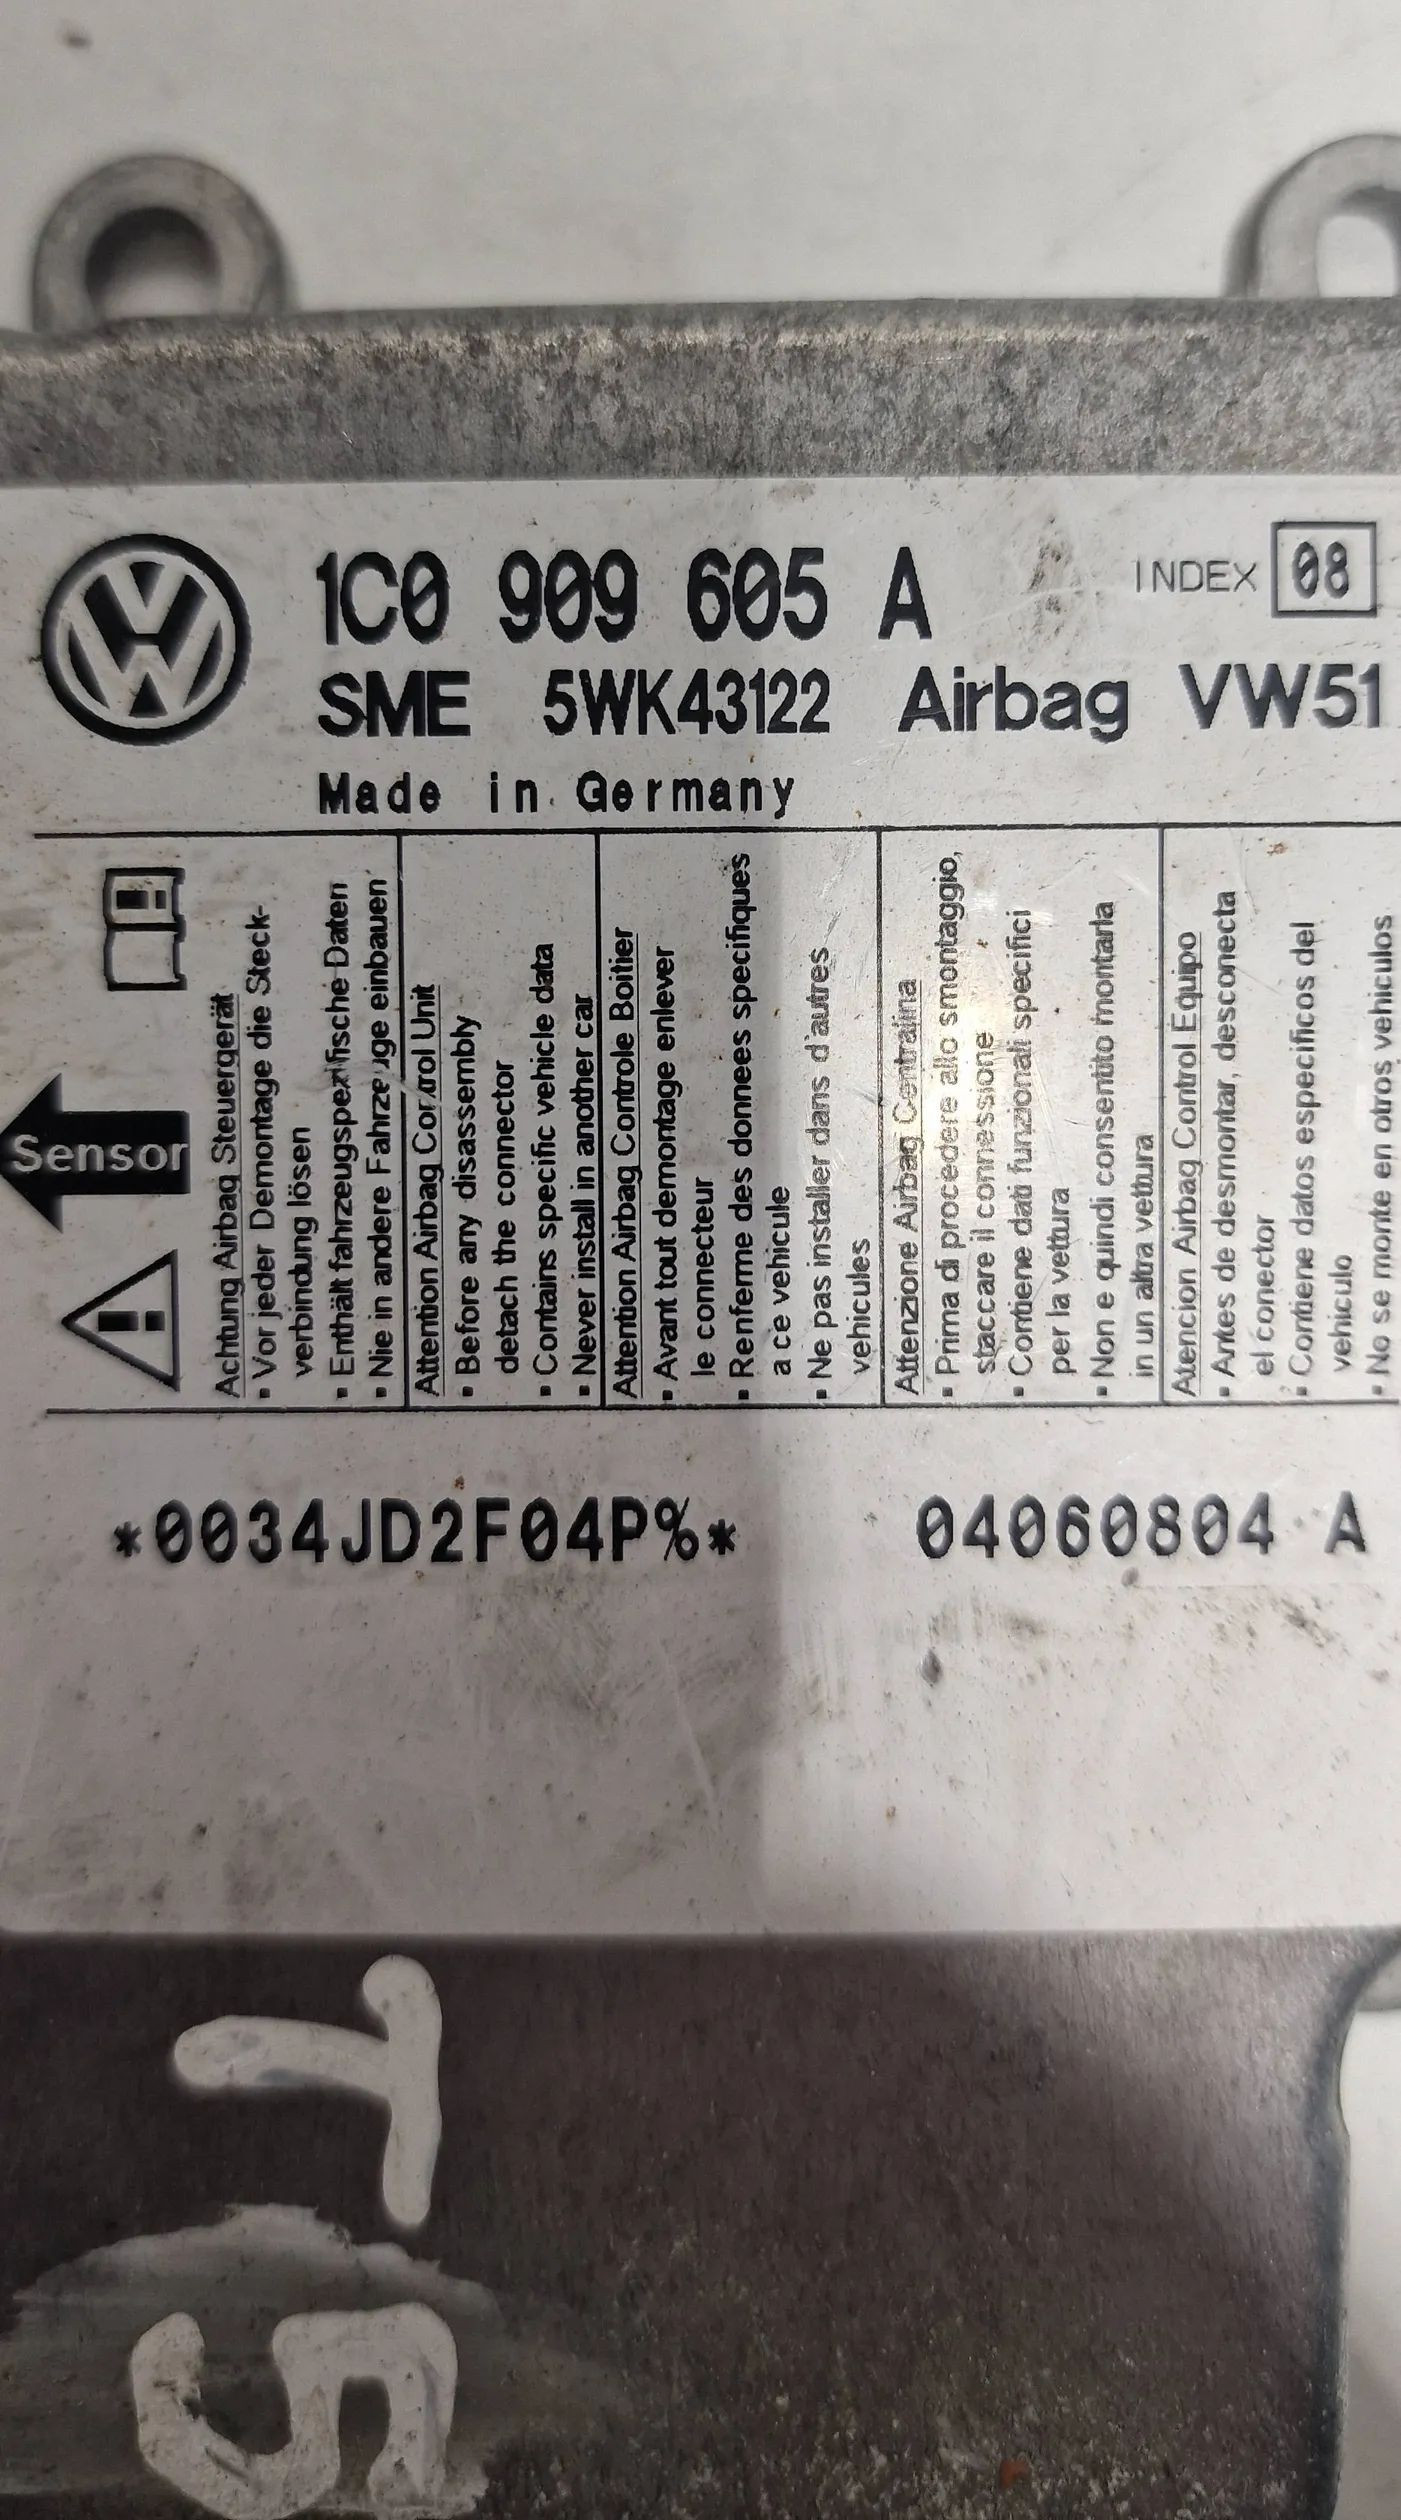 1C0 909 605 A INDEX 08
SME 5WK43122 Airbag VW51
Made in Germany
Sensor
Achtung Airbag Steuergerät
• Vor jeder Demontage die Steck-
verbindung lösen
• Enthält fahrzeugspezifische Daten
• Nie in andere Fahrzeuge einbauen
Attention Airbag Control Unit
• Before any disassembly
detach the connector
• Contains specific vehicle data
• Never install in another car
Attention Airbag Controle Boitier
• Avant tout demontage enlever
le connecteur
• Renferme des donnees specifiques
a ce vehicule
• Ne pas installer dans d'autres
vehicules
Attenzione Airbag Centralina
• Prima di procedere allo smontaggio,
staccare il connessione
• Contiene dati funzionali specifici
per la vettura
• Non e quindi consentito montarla
in un altra vettura
Atencion Airbag Control Equipo
• Antes de desmontar, desconecta
el conector
• Contiene datos especificos del
vehiculo
• No se monte en otros vehiculos
*0034JD2F04P%* 04060804 A